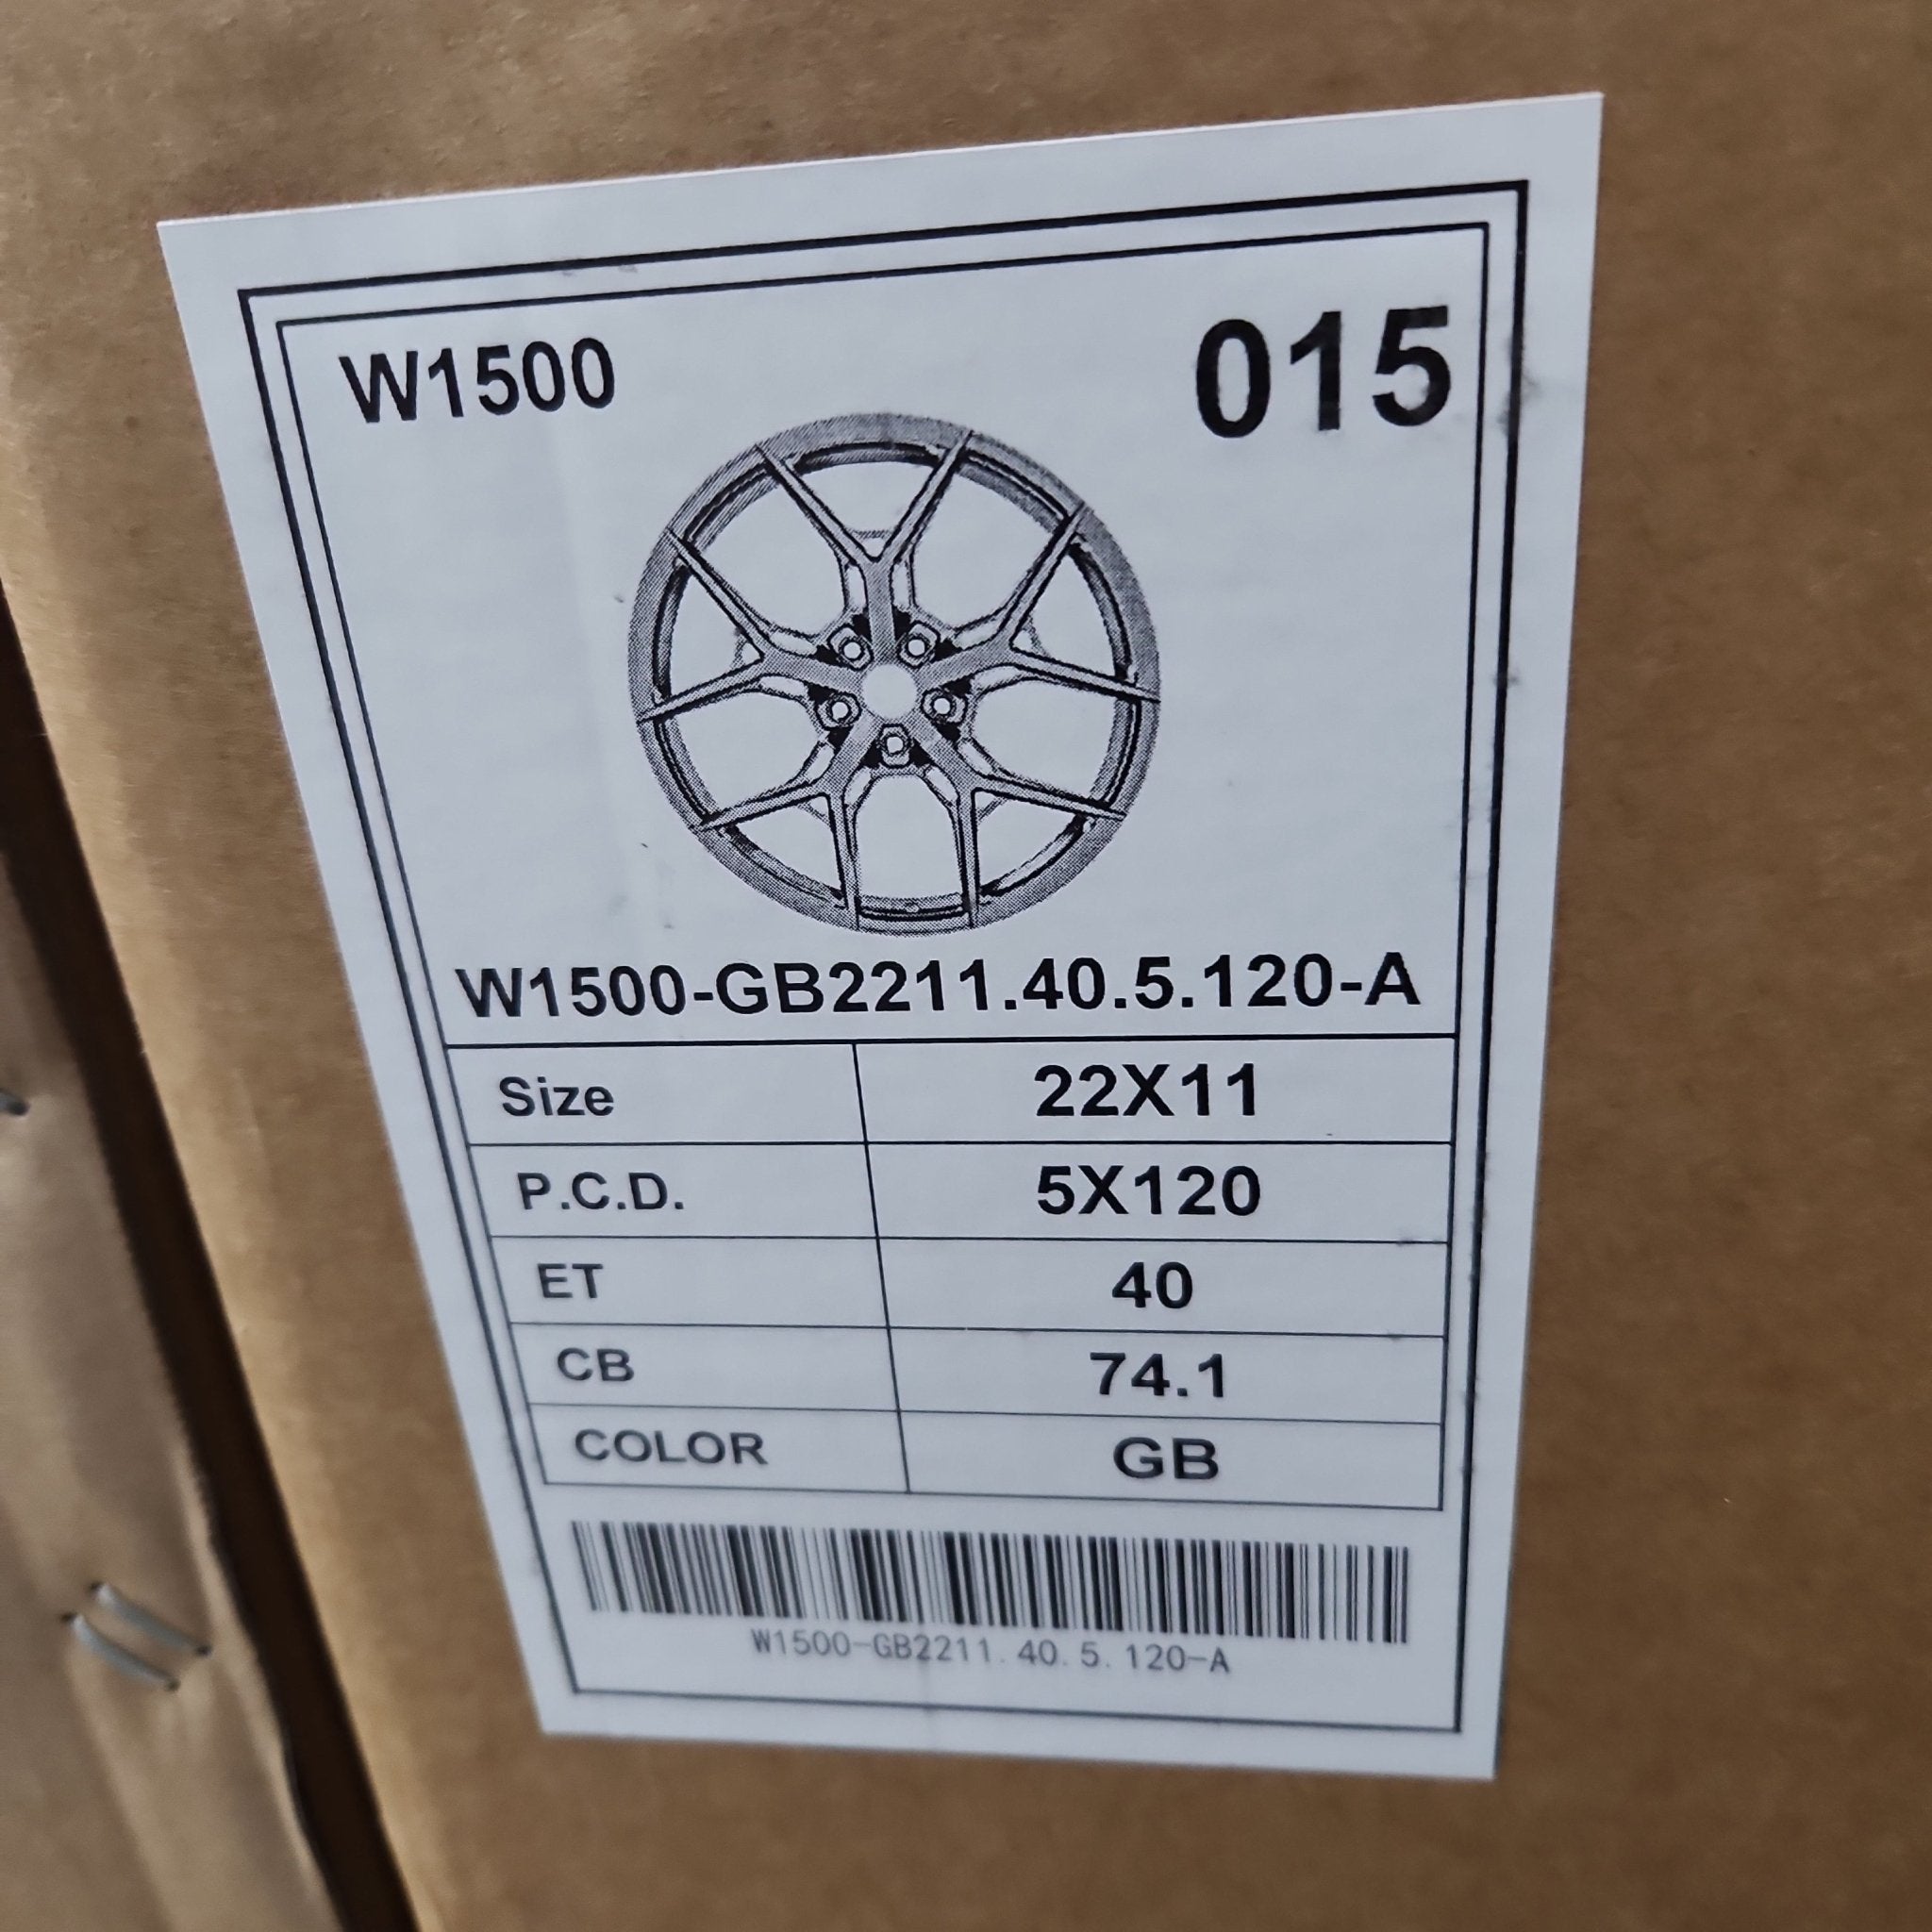 W1500
015
W1500-GB2211.40.5.120-A
Size 22X11
P.C.D. 5X120
ET 40
CB 74.1
COLOR GB
W1500-GB2211.40.5.120-A